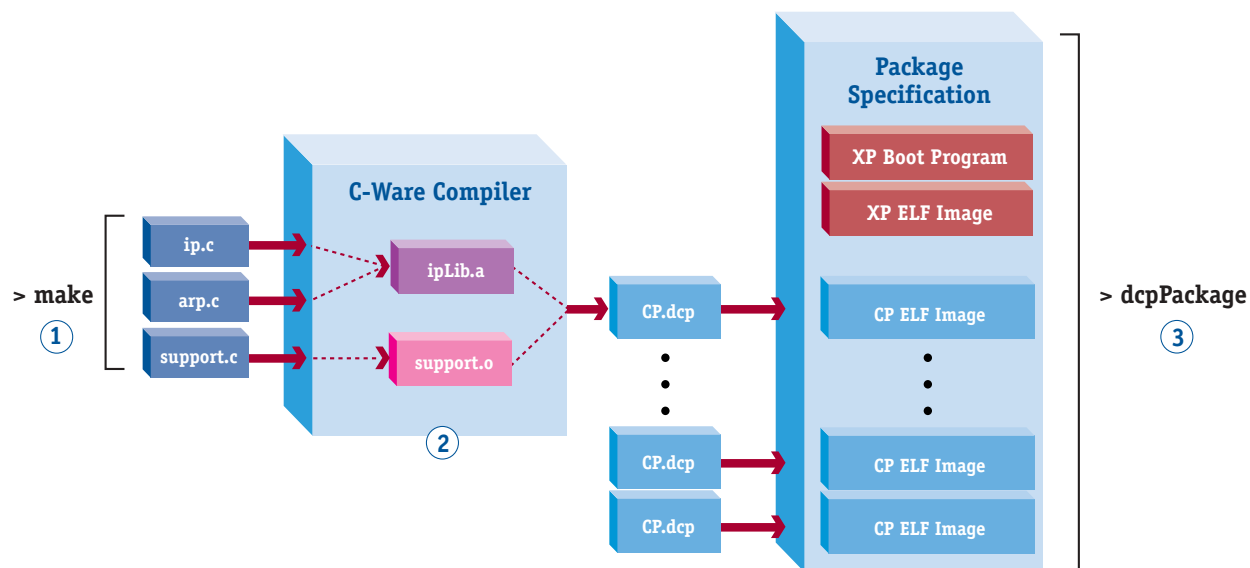 > make
1
ip.c
arp.c
support.c
C-Ware Compiler
ipLib.a
support.o
2
CP.dcp
CP.dcp
CP.dcp
Package
Specification
XP Boot Program
XP ELF Image
CP ELF Image
CP ELF Image
CP ELF Image
> dcpPackage
3